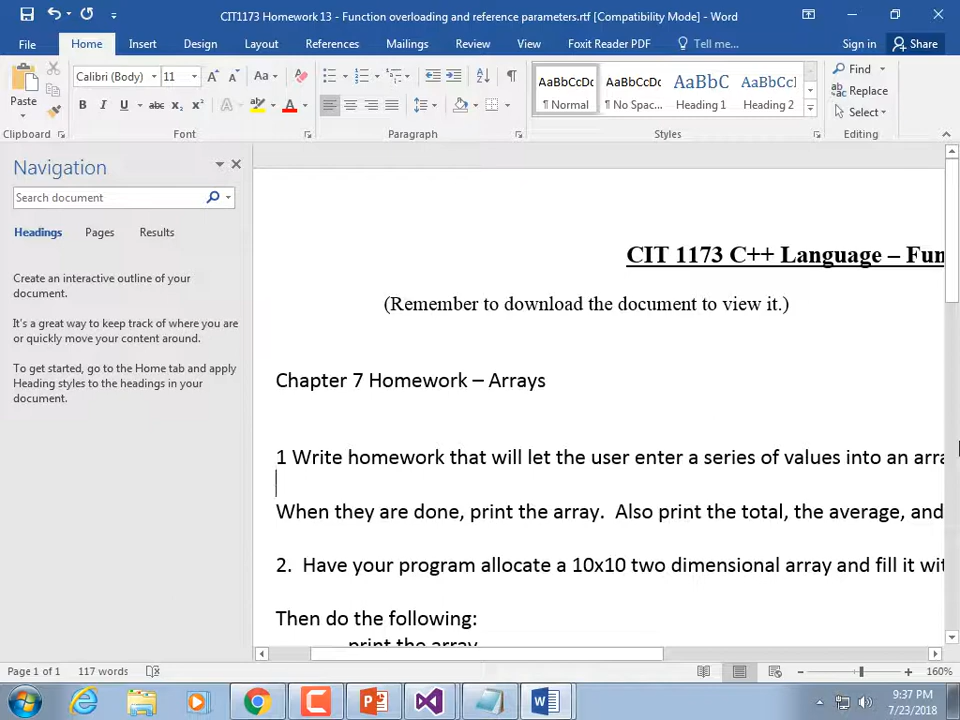 CIT1173 Homework 13 - Function overloading and reference parameters.rtf [Compatibility Mode] - Word
File Home Insert Design Layout References Mailings Review View Foxit Reader PDF Tell me... Sign in Share
Paste
Calibri (Body) 11
Aa
B I U abc x₂ x² A A
AaBbCcDc AaBbCcDc AaBbC AaBbCcI
¶ Normal ¶ No Spac... Heading 1 Heading 2
Find
Replace
Select
Clipboard Font Paragraph Styles Editing
Navigation
Search document
Headings Pages Results
Create an interactive outline of your
document.
It's a great way to keep track of where you are
or quickly move your content around.
To get started, go to the Home tab and apply
Heading styles to the headings in your
document.
CIT 1173 C++ Language – Fun
(Remember to download the document to view it.)
Chapter 7 Homework – Arrays
1 Write homework that will let the user enter a series of values into an arra
When they are done, print the array.  Also print the total, the average, and
2.  Have your program allocate a 10x10 two dimensional array and fill it wit
Then do the following:
print the array
Page 1 of 1 117 words 160%
9:37 PM
7/23/2018